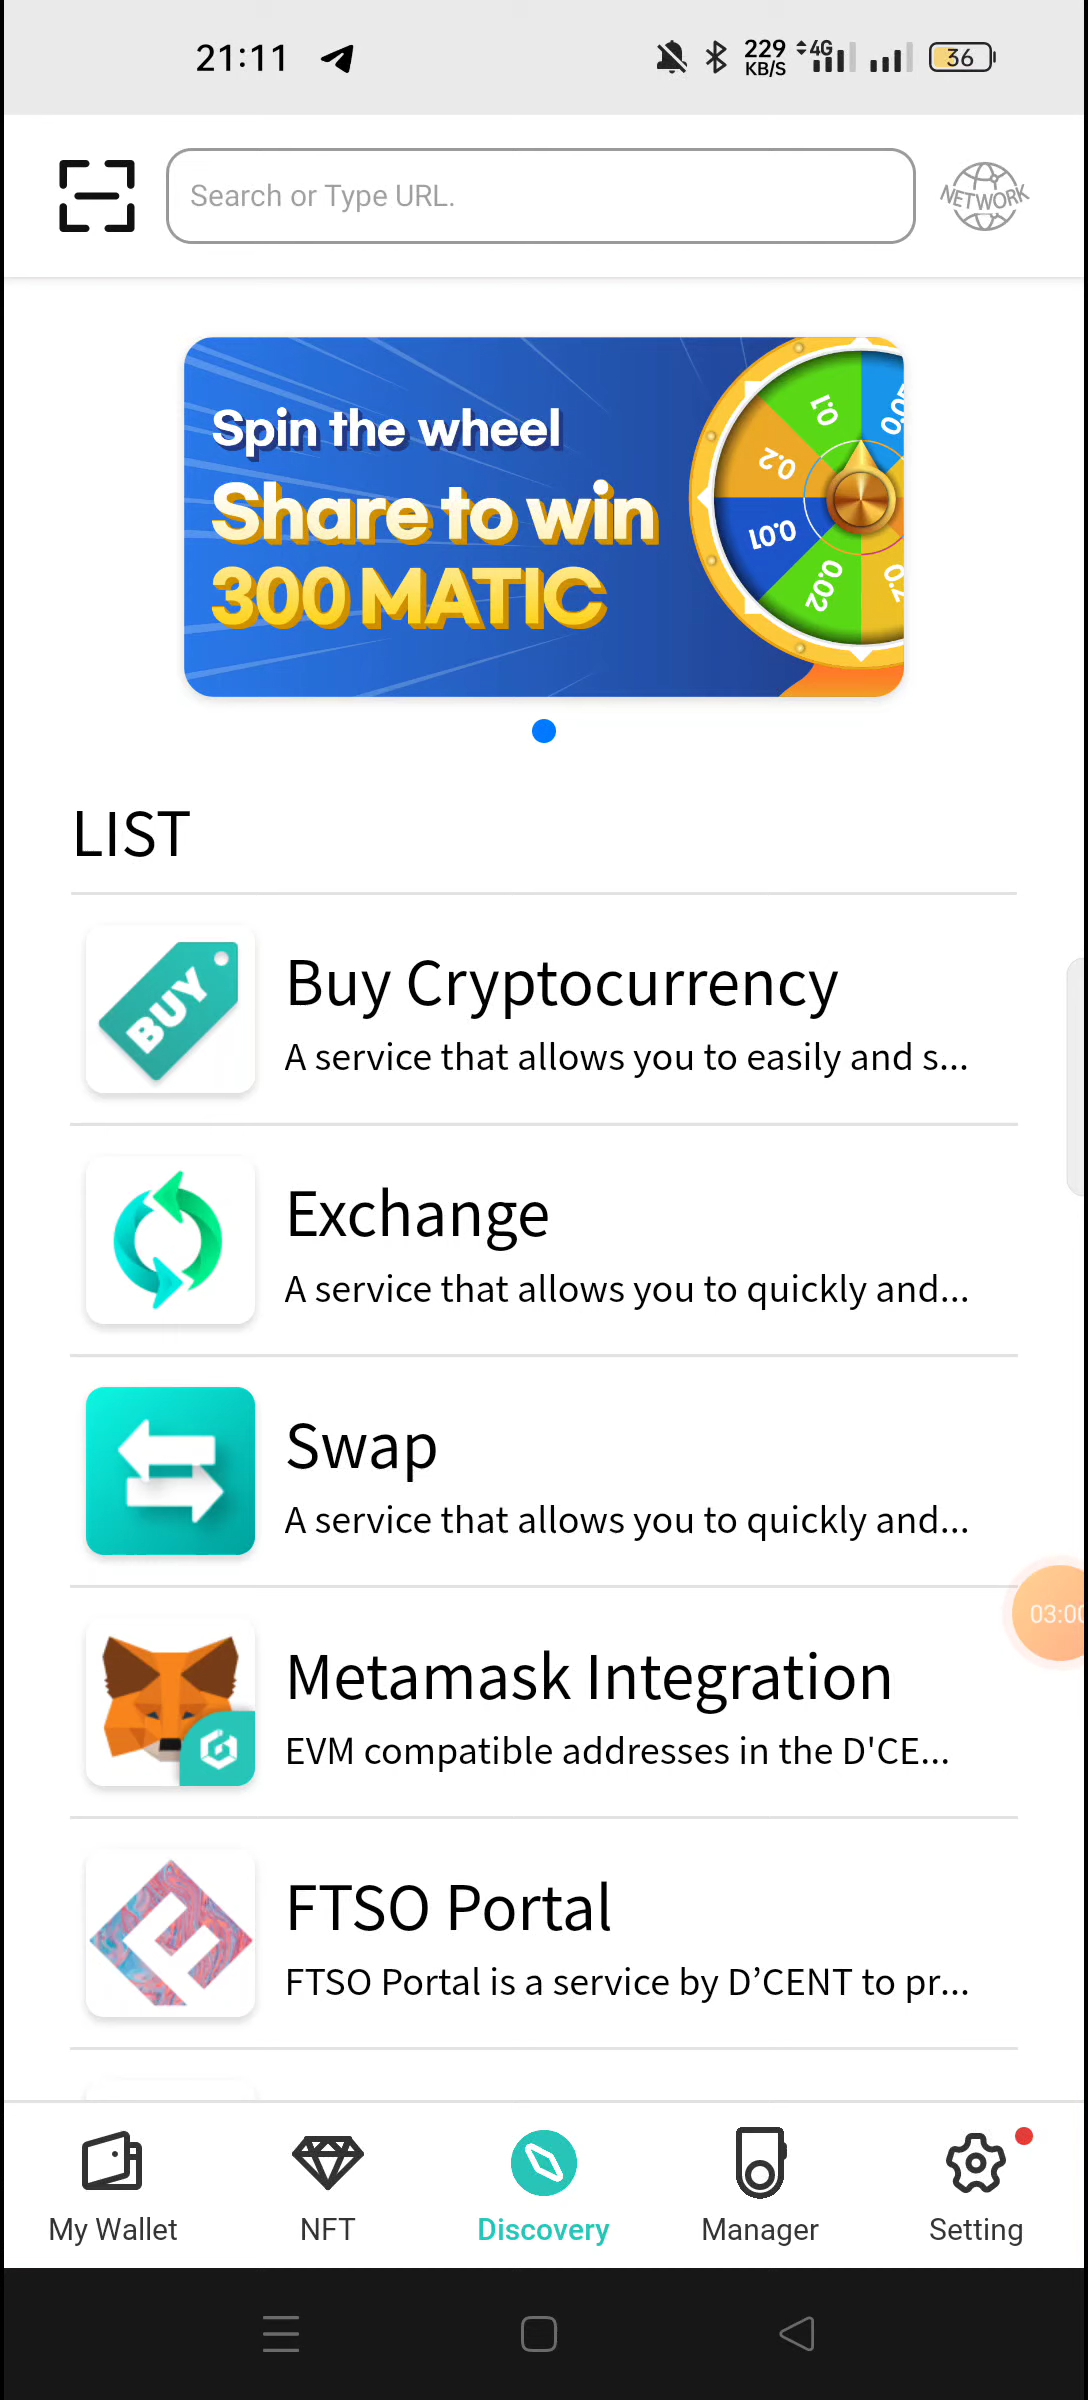 21:11
229
KB/S
4G
36
Search or Type URL.
NETWORK
Spin the wheel
Share to win
300 MATIC
0.1
0.2
0.01
0.02
LIST
BUY
Buy Cryptocurrency
A service that allows you to easily and s...
Exchange
A service that allows you to quickly and...
Swap
A service that allows you to quickly and...
03:00
Metamask Integration
EVM compatible addresses in the D'CE...
FTSO Portal
FTSO Portal is a service by D’CENT to pr...
My Wallet
NFT
Discovery
Manager
Setting